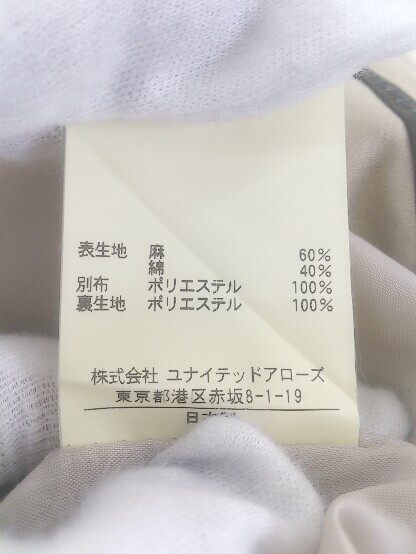 表生地 麻 60%
綿 40%
別布 ポリエステル 100%
裏生地 ポリエステル 100%
株式会社 ユナイテッドアローズ
東京都港区赤坂8-1-19